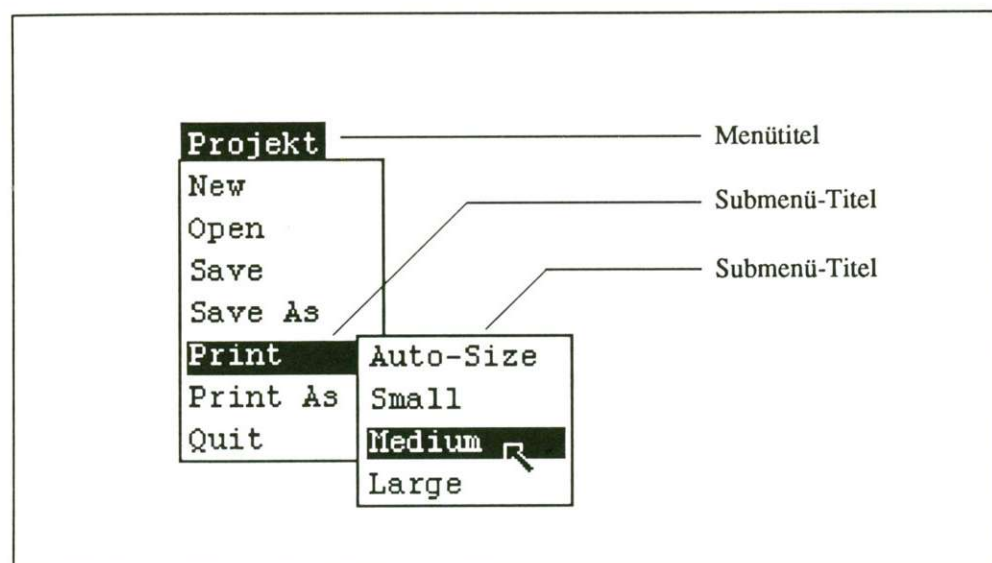 Projekt
New
Open
Save
Save As
Print
Print As
Quit
Auto-Size
Small
Medium
Large
Menütitel
Submenü-Titel
Submenü-Titel